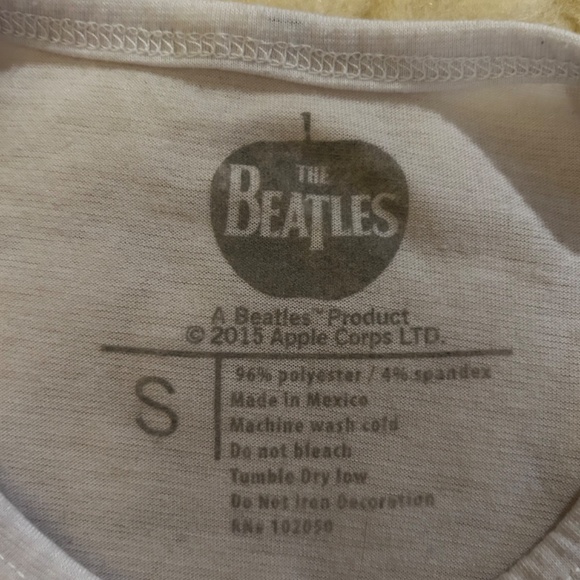 THE
BEATLES
A Beatles™ Product
© 2015 Apple Corps LTD.
S
96% polyester / 4% spandex
Made in Mexico
Machine wash cold
Do not bleach
Tumble Dry low
Do Not Iron Decoration
RN# 102050